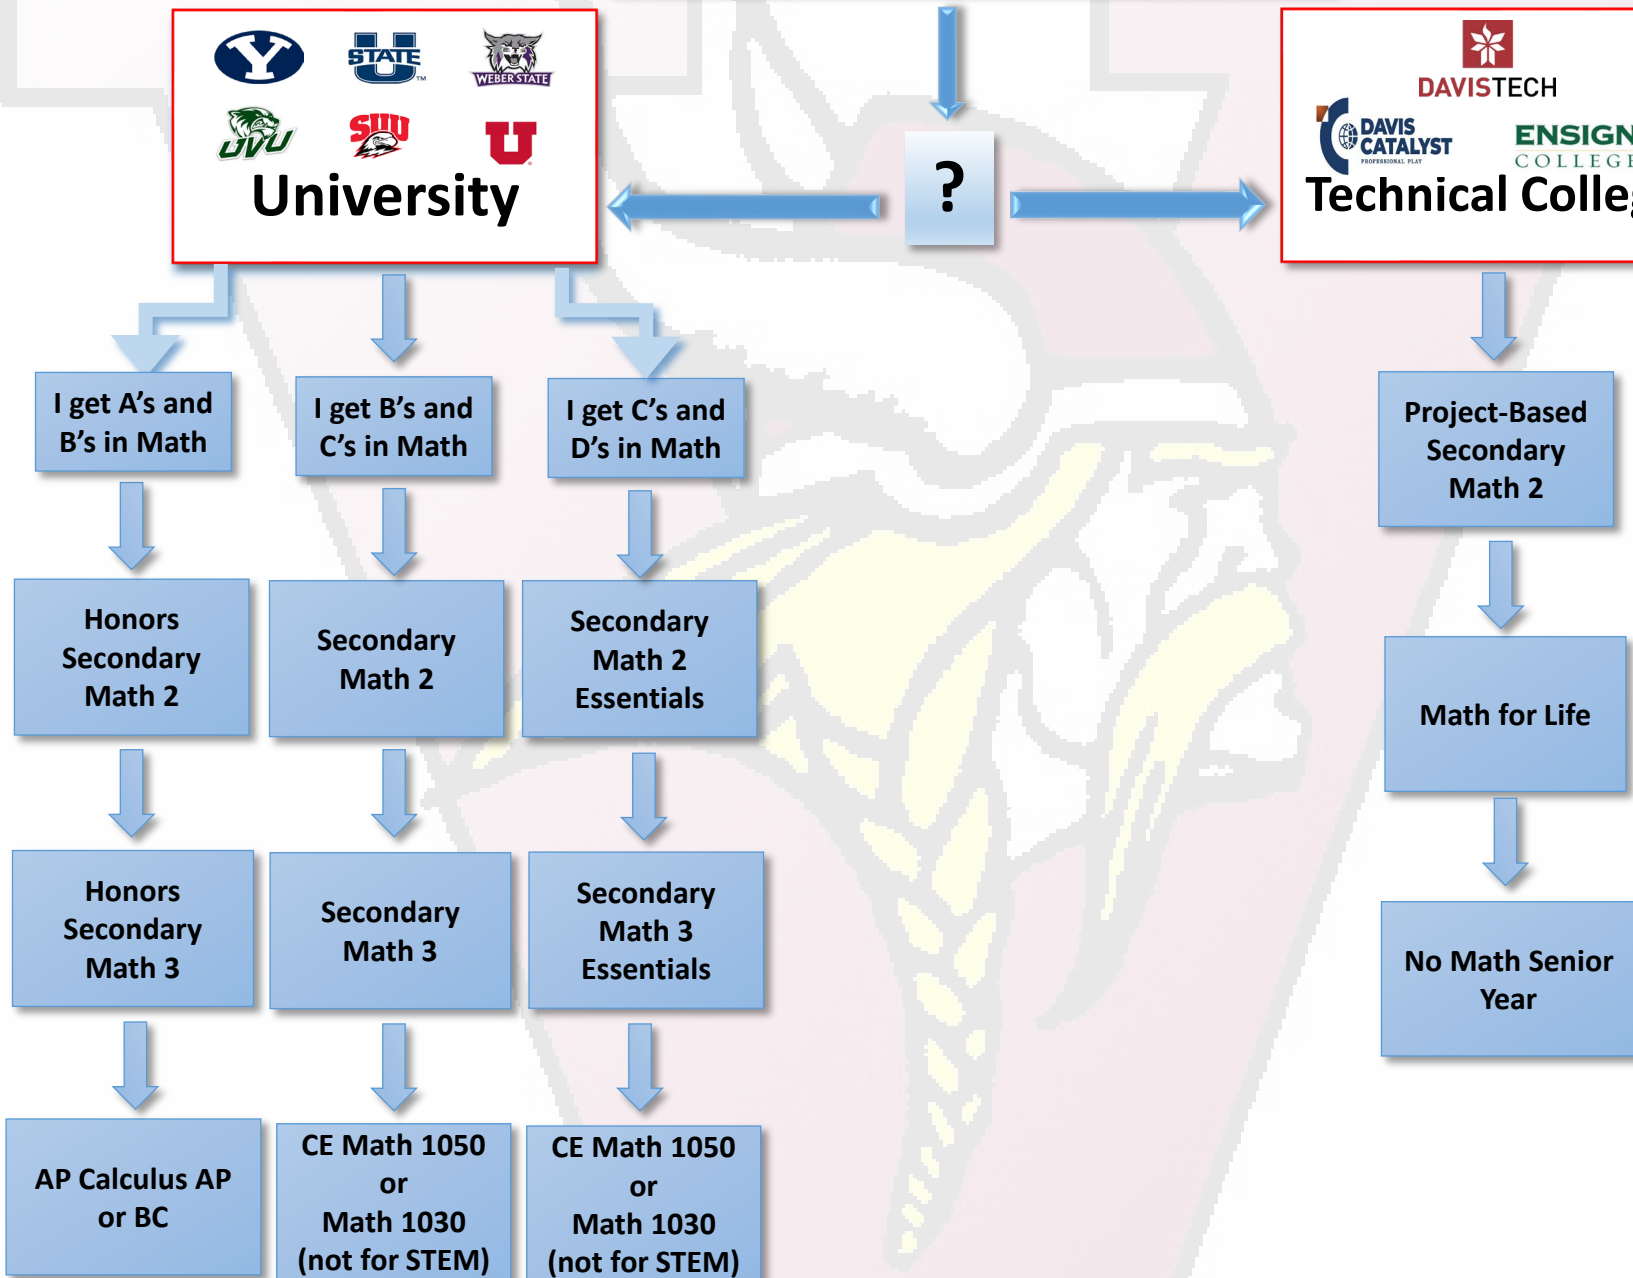 Y
STATE
U
TM
WEBER STATE
UVU
SUU
U
University
?
DAVISTECH
DAVIS
CATALYST
ENSIGN
COLLEGE
Technical Colleg
I get A's and
B's in Math
I get B's and
C's in Math
I get C's and
D's in Math
Project-Based
Secondary
Math 2
Honors
Secondary
Math 2
Secondary
Math 2
Secondary
Math 2
Essentials
Math for Life
Honors
Secondary
Math 3
Secondary
Math 3
Secondary
Math 3
Essentials
No Math Senior
Year
AP Calculus AP
or BC
CE Math 1050
or
Math 1030
(not for STEM)
CE Math 1050
or
Math 1030
(not for STEM)